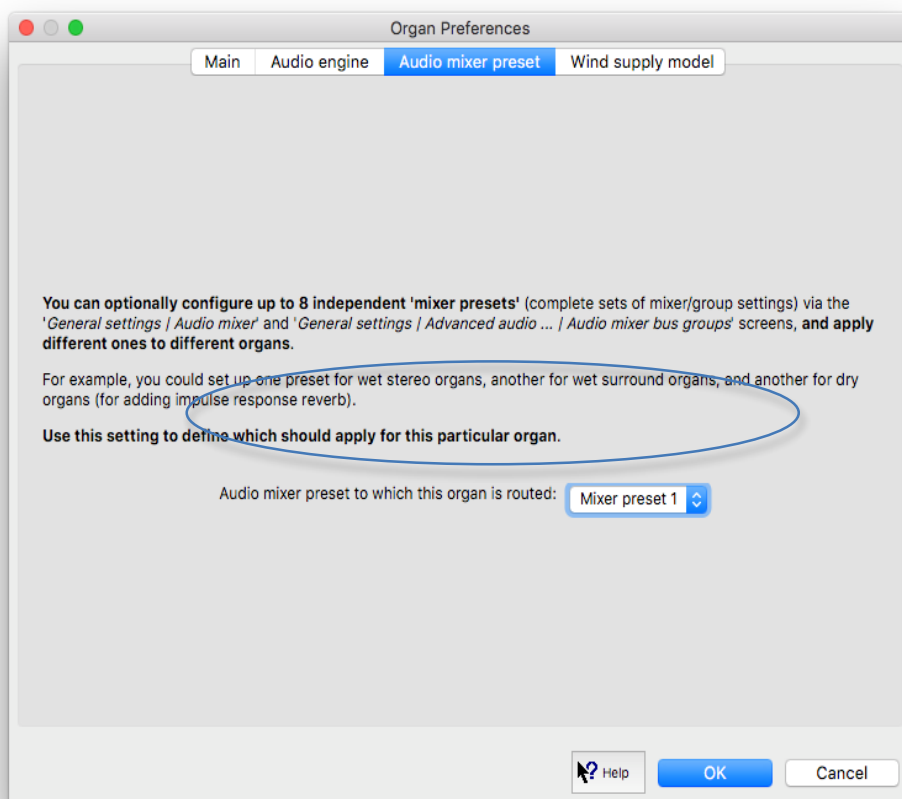 Organ Preferences
Main Audio engine Audio mixer preset Wind supply model
You can optionally configure up to 8 independent 'mixer presets' (complete sets of mixer/group settings) via the
'General settings | Audio mixer' and 'General settings | Advanced audio ... | Audio mixer bus groups' screens, and apply
different ones to different organs.
For example, you could set up one preset for wet stereo organs, another for wet surround organs, and another for dry
organs (for adding impulse response reverb).
Use this setting to define which should apply for this particular organ.
Audio mixer preset to which this organ is routed: Mixer preset 1
? Help OK Cancel